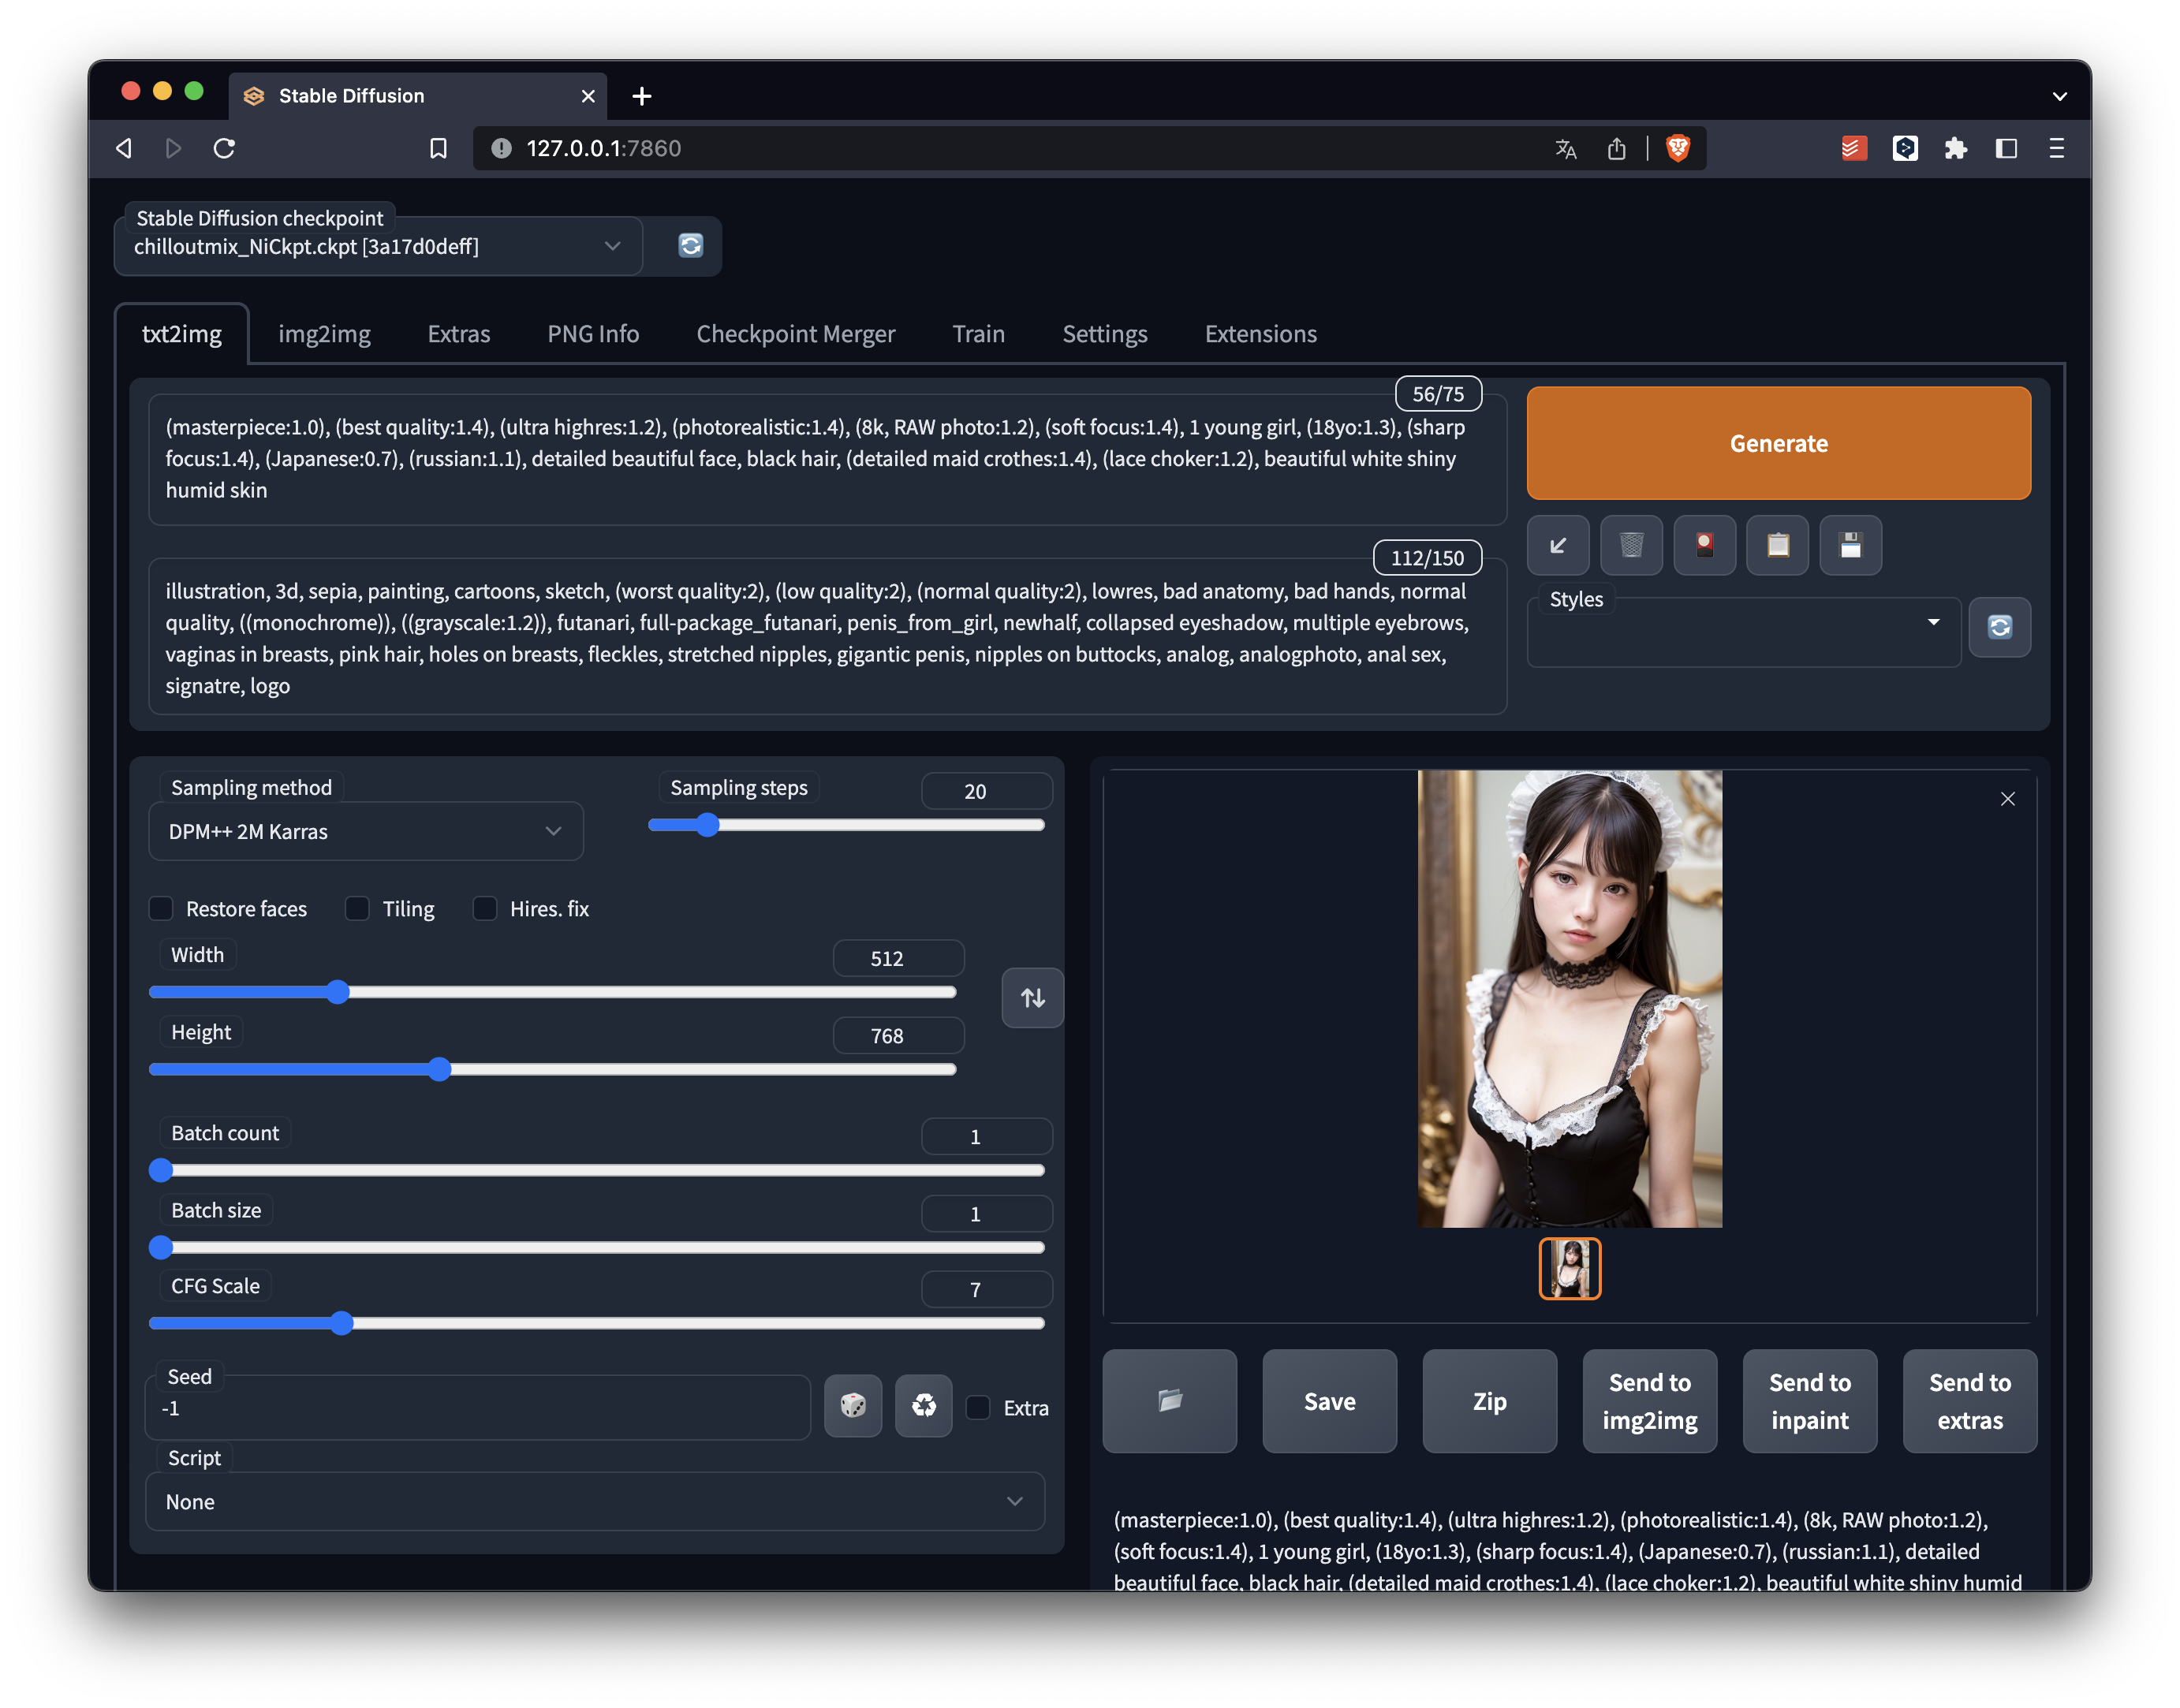 Stable Diffusion
127.0.0.1:7860
Stable Diffusion checkpoint
chilloutmix_NiCkpt.ckpt [3a17d0deff]
txt2img
img2img
Extras
PNG Info
Checkpoint Merger
Train
Settings
Extensions
56/75
(masterpiece:1.0), (best quality:1.4), (ultra highres:1.2), (photorealistic:1.4), (8k, RAW photo:1.2), (soft focus:1.4), 1 young girl, (18yo:1.3), (sharp
focus:1.4), (Japanese:0.7), (russian:1.1), detailed beautiful face, black hair, (detailed maid crothes:1.4), (lace choker:1.2), beautiful white shiny
humid skin
Generate
112/150
illustration, 3d, sepia, painting, cartoons, sketch, (worst quality:2), (low quality:2), (normal quality:2), lowres, bad anatomy, bad hands, normal
quality, ((monochrome)), ((grayscale:1.2)), futanari, full-package_futanari, penis_from_girl, newhalf, collapsed eyeshadow, multiple eyebrows,
vaginas in breasts, pink hair, holes on breasts, fleckles, stretched nipples, gigantic penis, nipples on buttocks, analog, analogphoto, anal sex,
signatre, logo
Styles
Sampling method
DPM++ 2M Karras
Sampling steps
20
Restore faces
Tiling
Hires. fix
Width
512
Height
768
Batch count
1
Batch size
1
CFG Scale
7
Seed
-1
Extra
Script
None
Save
Zip
Send to
img2img
Send to
inpaint
Send to
extras
(masterpiece:1.0), (best quality:1.4), (ultra highres:1.2), (photorealistic:1.4), (8k, RAW photo:1.2),
(soft focus:1.4), 1 young girl, (18yo:1.3), (sharp focus:1.4), (Japanese:0.7), (russian:1.1), detailed
beautiful face, black hair, (detailed maid crothes:1.4), (lace choker:1.2), beautiful white shiny humid